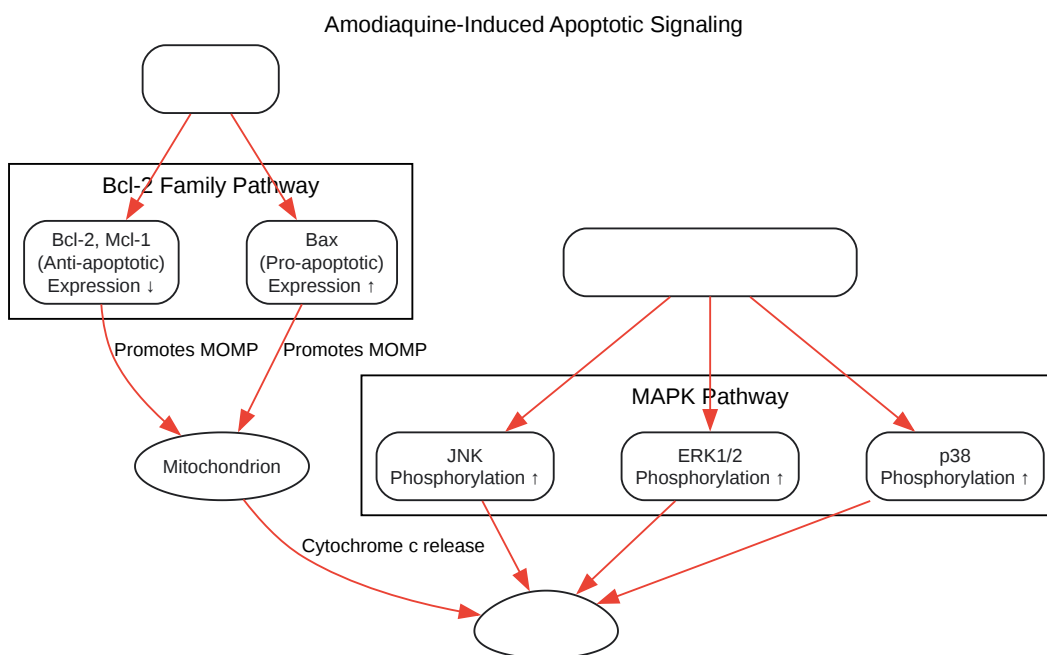 Amodiaquine-Induced Apoptotic Signaling
Bcl-2 Family Pathway
Bcl-2, Mcl-1
(Anti-apoptotic)
Expression ↓
Bax
(Pro-apoptotic)
Expression ↑
Promotes MOMP
Promotes MOMP
MAPK Pathway
Mitochondrion
JNK
Phosphorylation ↑
ERK1/2
Phosphorylation ↑
p38
Phosphorylation ↑
Cytochrome c release